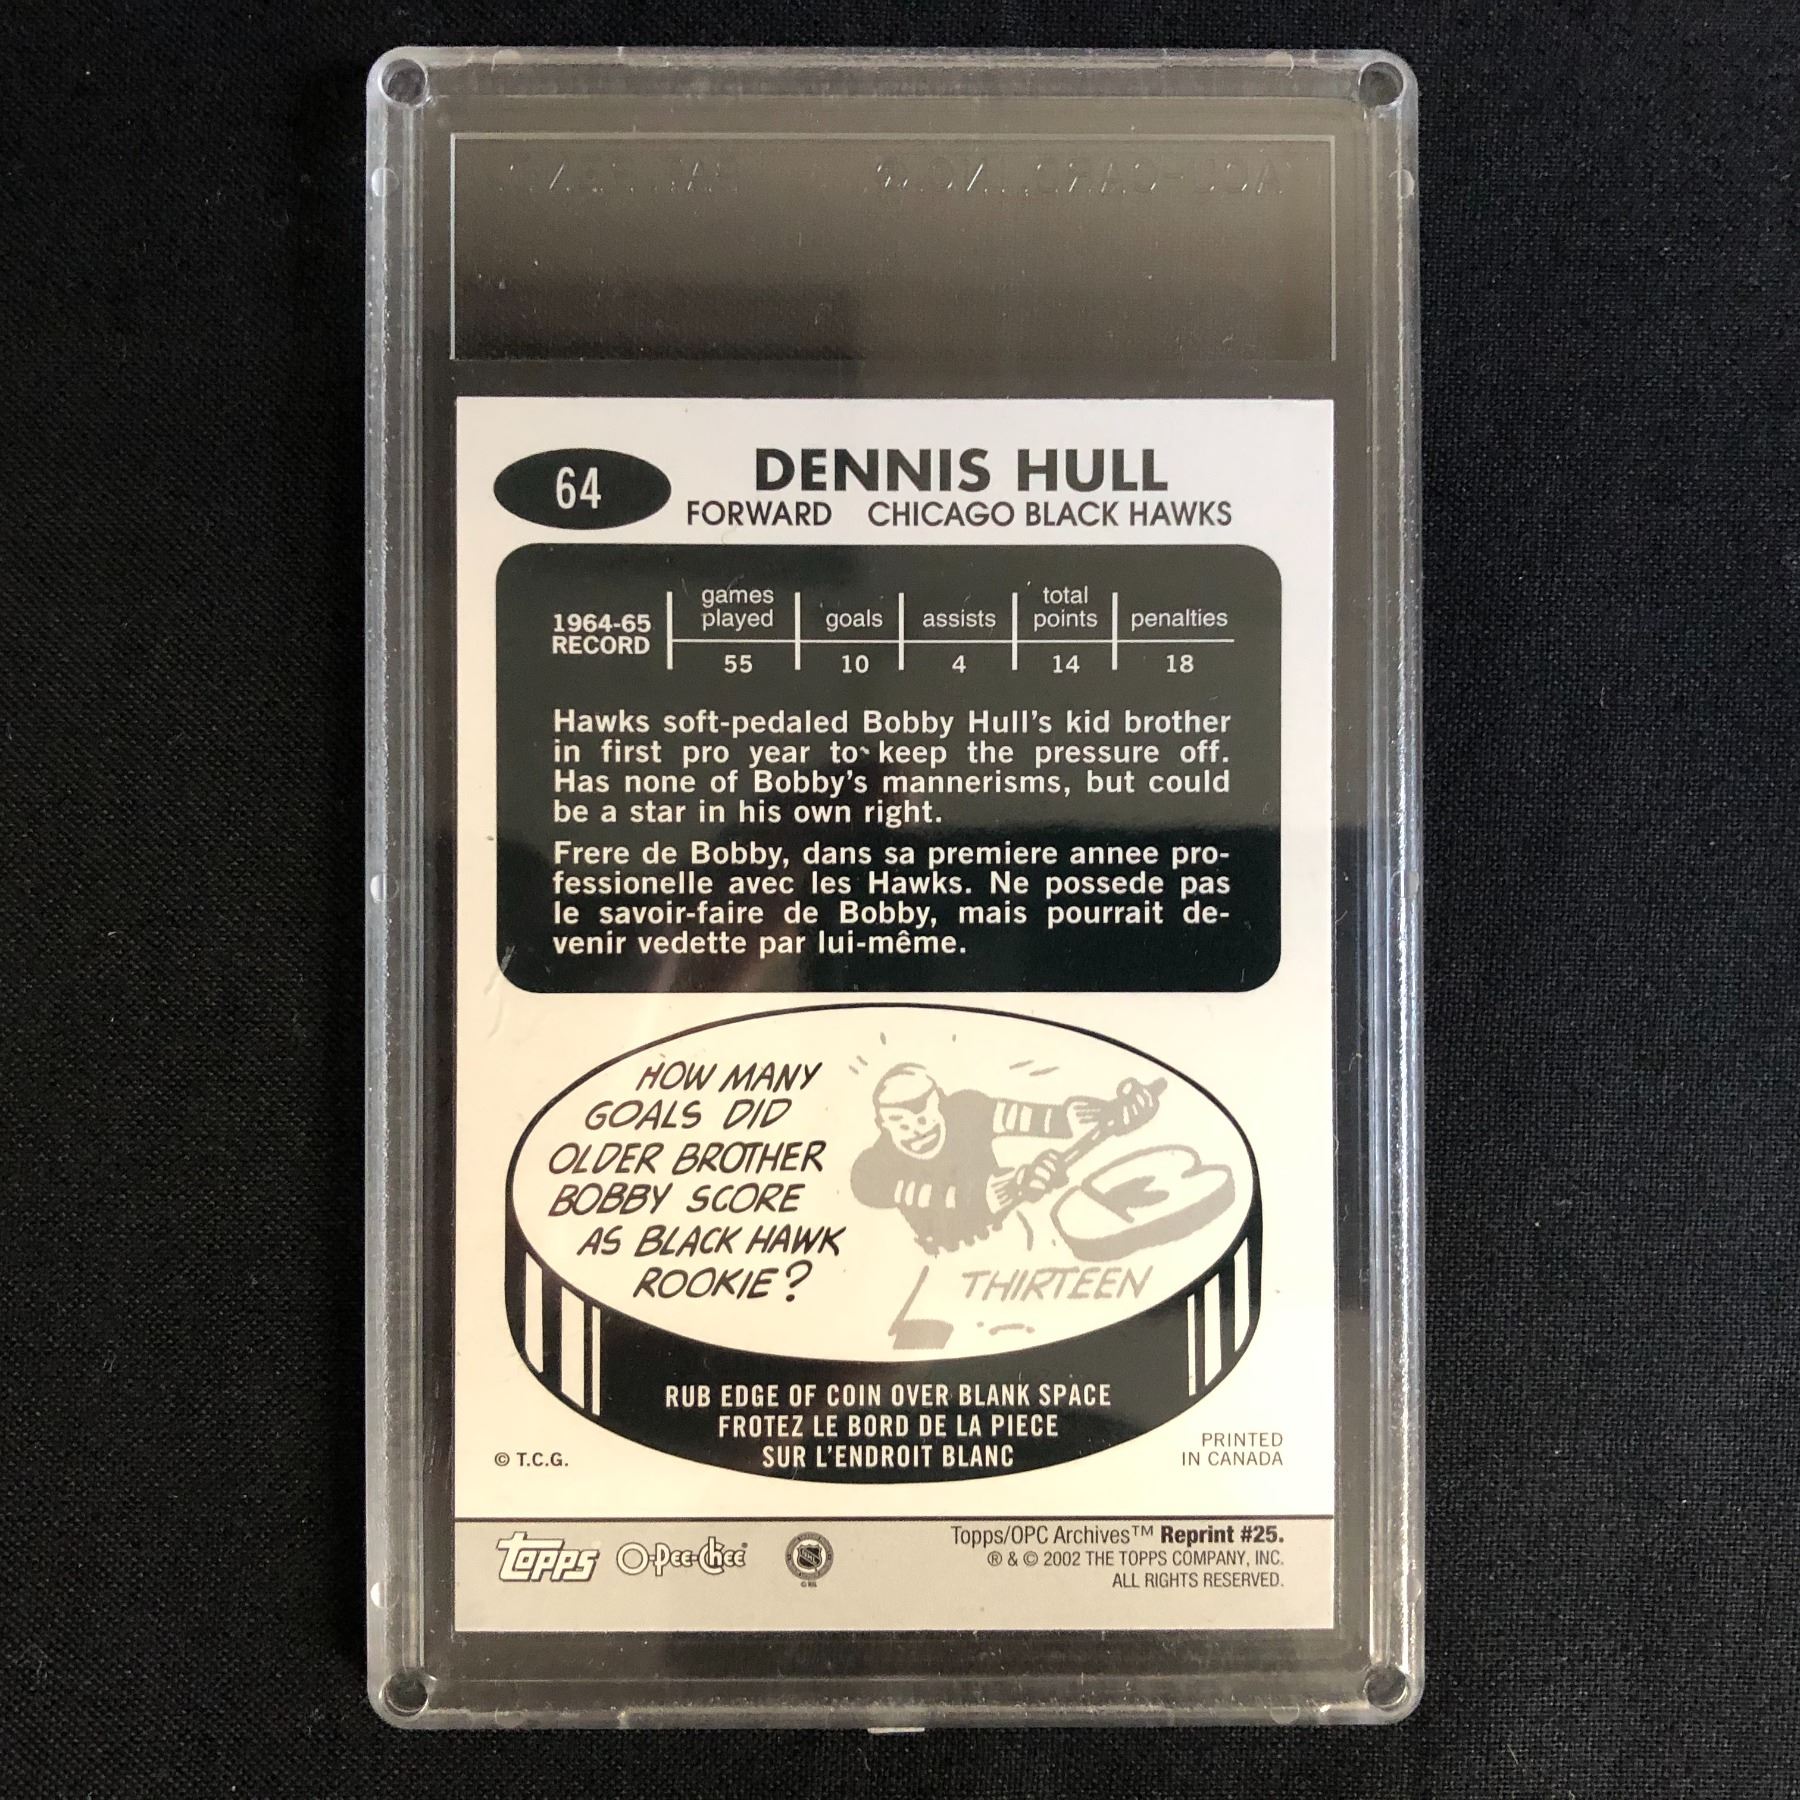 64
DENNIS HULL
FORWARD CHICAGO BLACK HAWKS
1964-65 RECORD
games played
goals
assists
total points
penalties
55 10 4 14 18
Hawks soft-pedaled Bobby Hull's kid brother
in first pro year to keep the pressure off.
Has none of Bobby's mannerisms, but could
be a star in his own right.
Frere de Bobby, dans sa premiere annee pro-
fessionelle avec les Hawks. Ne possede pas
le savoir-faire de Bobby, mais pourrait de-
venir vedette par lui-même.
HOW MANY
GOALS DID
OLDER BROTHER
BOBBY SCORE
AS BLACK HAWK
ROOKIE?
THIRTEEN
RUB EDGE OF COIN OVER BLANK SPACE
FROTEZ LE BORD DE LA PIECE
SUR L'ENDROIT BLANC
© T.C.G.
PRINTED
IN CANADA
TOPPS O-Pee-Chee NHL
Topps/OPC Archives™ Reprint #25.
® & © 2002 THE TOPPS COMPANY, INC.
ALL RIGHTS RESERVED.